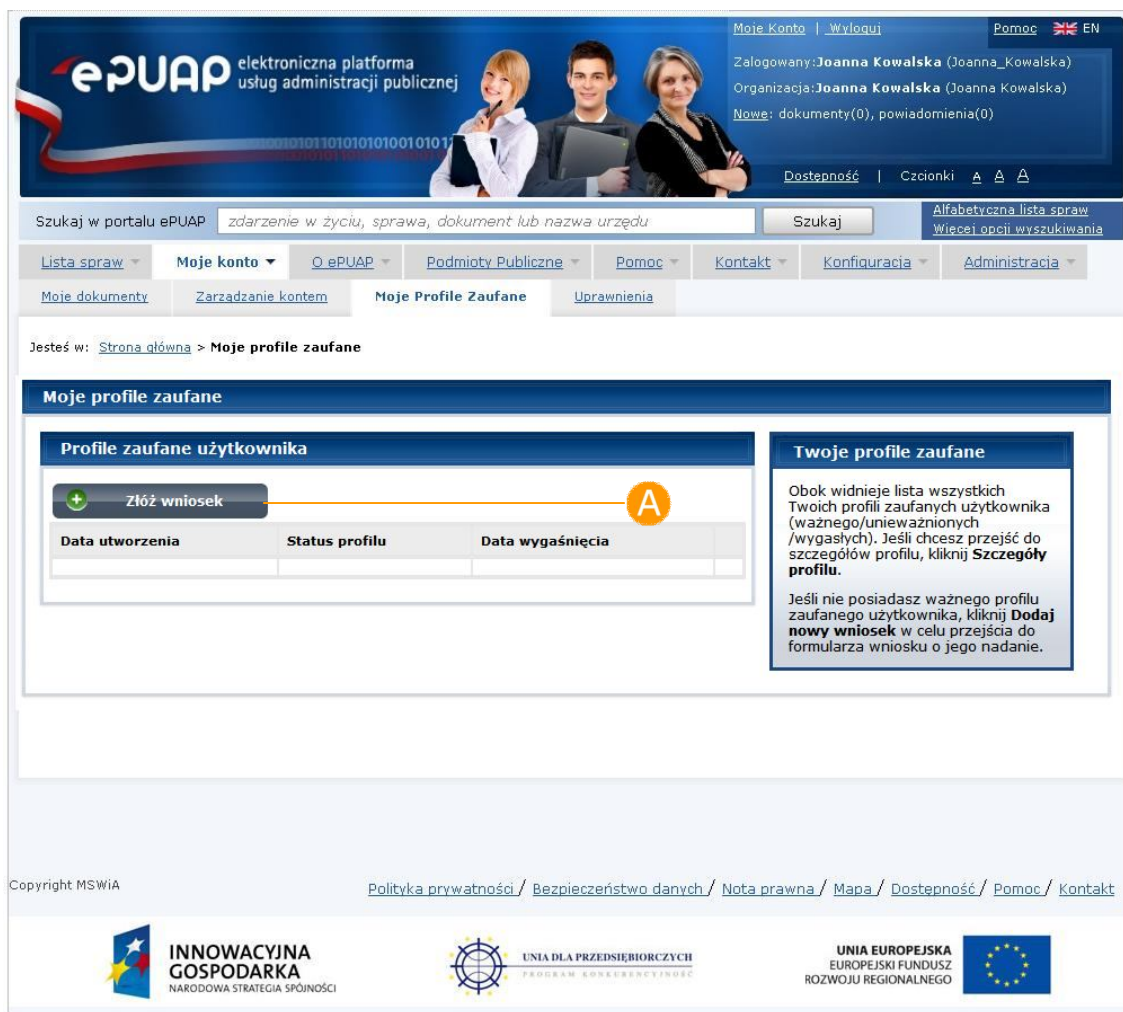 Moje Konto | Wyloguj Pomoc EN
ePUAP elektroniczna platforma
usług administracji publicznej
Zalogowany:Joanna Kowalska (Joanna_Kowalska)
Organizacja:Joanna Kowalska (Joanna Kowalska)
Nowe: dokumenty(0), powiadomienia(0)
Dostępność | Czcionki A A A
Szukaj w portalu ePUAP zdarzenie w życiu, sprawa, dokument lub nazwa urzędu Szukaj
Alfabetyczna lista spraw
Więcej opcji wyszukiwania
Lista spraw Moje konto O ePUAP Podmioty Publiczne Pomoc Kontakt Konfiguracja Administracja
Moje dokumenty Zarządzanie kontem Moje Profile Zaufane Uprawnienia
Jesteś w: Strona główna > Moje profile zaufane
Moje profile zaufane
Profile zaufane użytkownika
Złóż wniosek
A
Data utworzenia Status profilu Data wygaśnięcia
Twoje profile zaufane
Obok widnieje lista wszystkich
Twoich profili zaufanych użytkownika
(ważnego/unieważnionych
/wygasłych). Jeśli chcesz przejść do
szczegółów profilu, kliknij Szczegóły
profilu.
Jeśli nie posiadasz ważnego profilu
zaufanego użytkownika, kliknij Dodaj
nowy wniosek w celu przejścia do
formularza wniosku o jego nadanie.
Copyright MSWiA
Polityka prywatności / Bezpieczeństwo danych / Nota prawna / Mapa / Dostępność / Pomoc / Kontakt
INNOWACYJNA
GOSPODARKA
NARODOWA STRATEGIA SPÓJNOŚCI
UNIA DLA PRZEDSIĘBIORCZYCH
PROGRAM KONKURENCYJNOŚĆ
UNIA EUROPEJSKA
EUROPEJSKI FUNDUSZ
ROZWOJU REGIONALNEGO